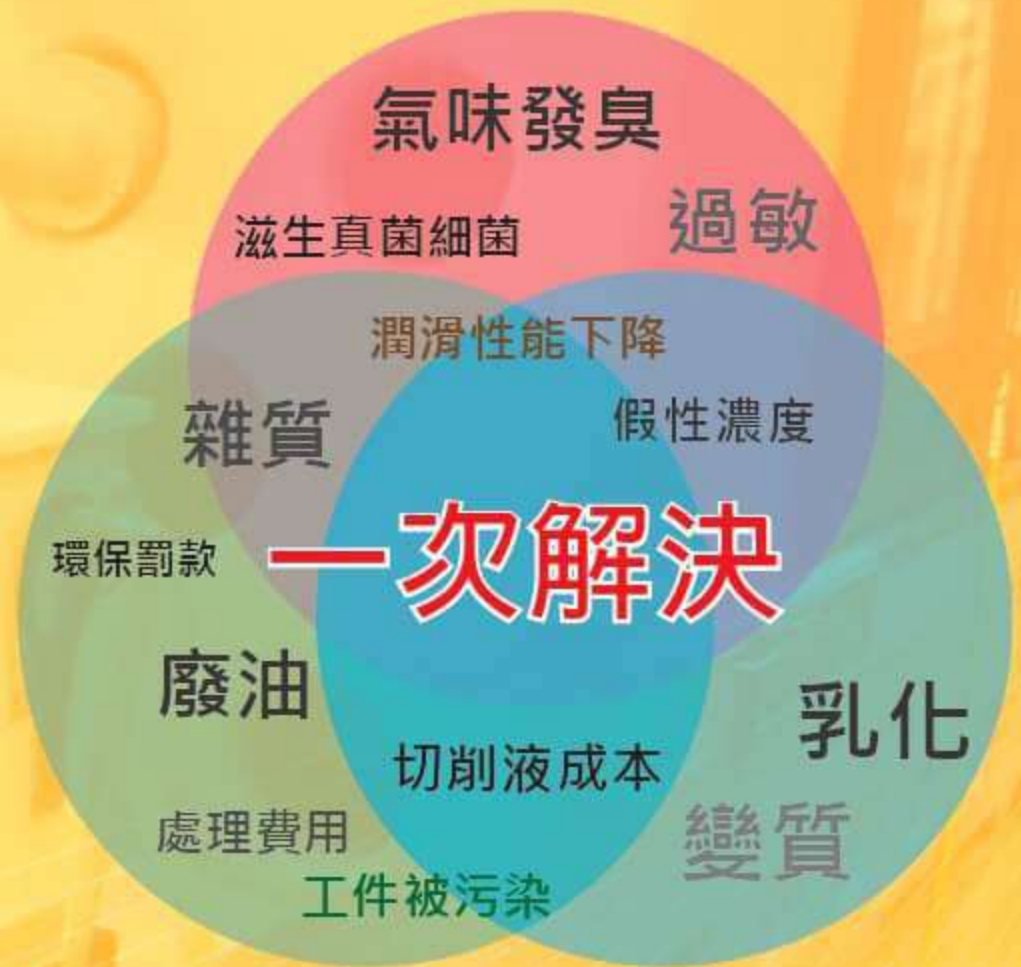 氣味發臭
過敏
滋生真菌細菌
潤滑性能下降
雜質
假性濃度
環保罰款
一次解決
廢油
乳化
切削液成本
處理費用
變質
工件被污染